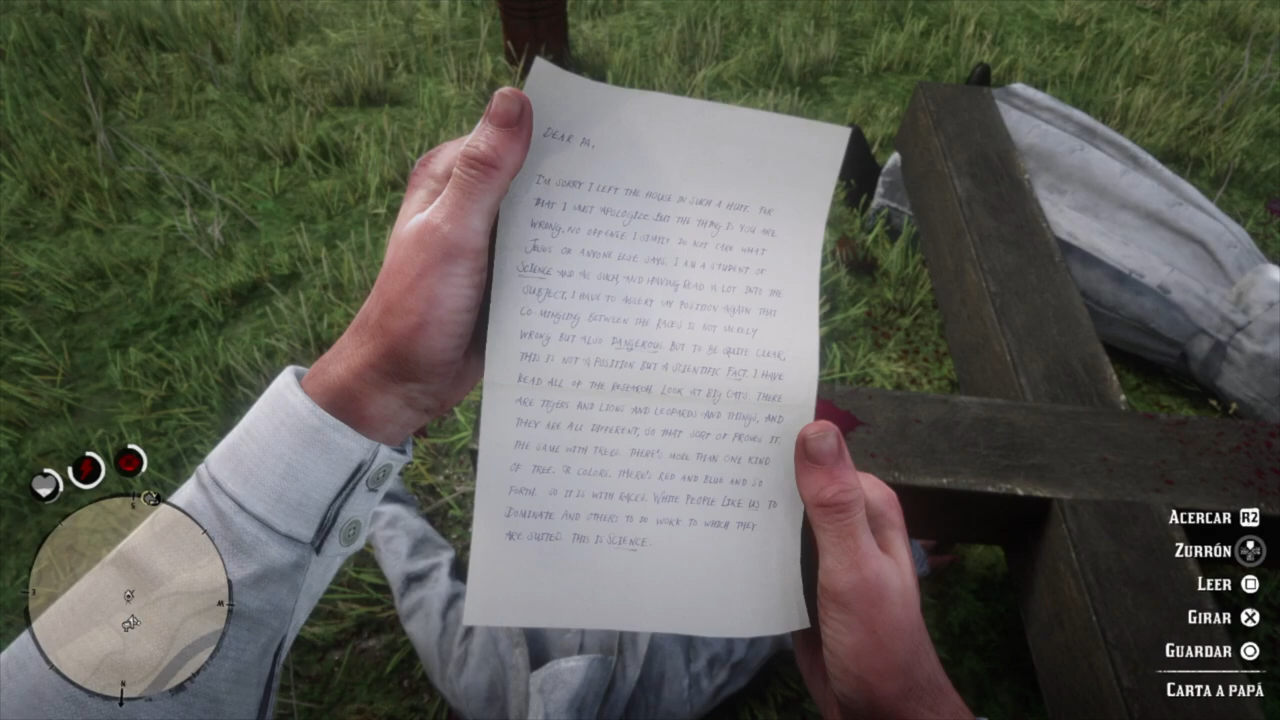 DEAR PA,
I'M SORRY I LEFT THE HOUSE IN SUCH A HUFF. FOR
THAT I MUST APOLOGIZE. BUT THE THING IS YOU ARE
WRONG, NO OFFENSE. I SIMPLY DO NOT CARE WHAT
JESUS OR ANYONE ELSE SAYS. I AM A STUDENT OF
SCIENCE AND AS SUCH, AND HAVING READ A LOT INTO THE
SUBJECT, I HAVE TO ASSERT MY POSITION AGAIN THAT
CO-MINGLING BETWEEN THE RACES IS NOT MERELY
WRONG BUT ALSO DANGEROUS. BUT TO BE QUITE CLEAR,
THIS IS NOT A POSITION BUT A SCIENTIFIC FACT. I HAVE
READ ALL OF THE RESEARCH. LOOK AT BIG CATS. THERE
ARE TIGERS AND LIONS AND LEOPARDS AND THINGS, AND
THEY ARE ALL DIFFERENT, SO THAT SORT OF PROVES IT.
THE SAME WITH TREES. THERE'S MORE THAN ONE KIND
OF TREE. OR COLORS. THERE'S RED AND BLUE AND SO
FORTH. SO IT IS WITH RACES. WHITE PEOPLE LIKE US TO
DOMINATE AND OTHERS TO DO WORK TO WHICH THEY
ARE SUITED. THIS IS SCIENCE.
S
E
W
N
ACERCAR R2
ZURRÓN
LEER
GIRAR
GUARDAR
CARTA A PAPÁ